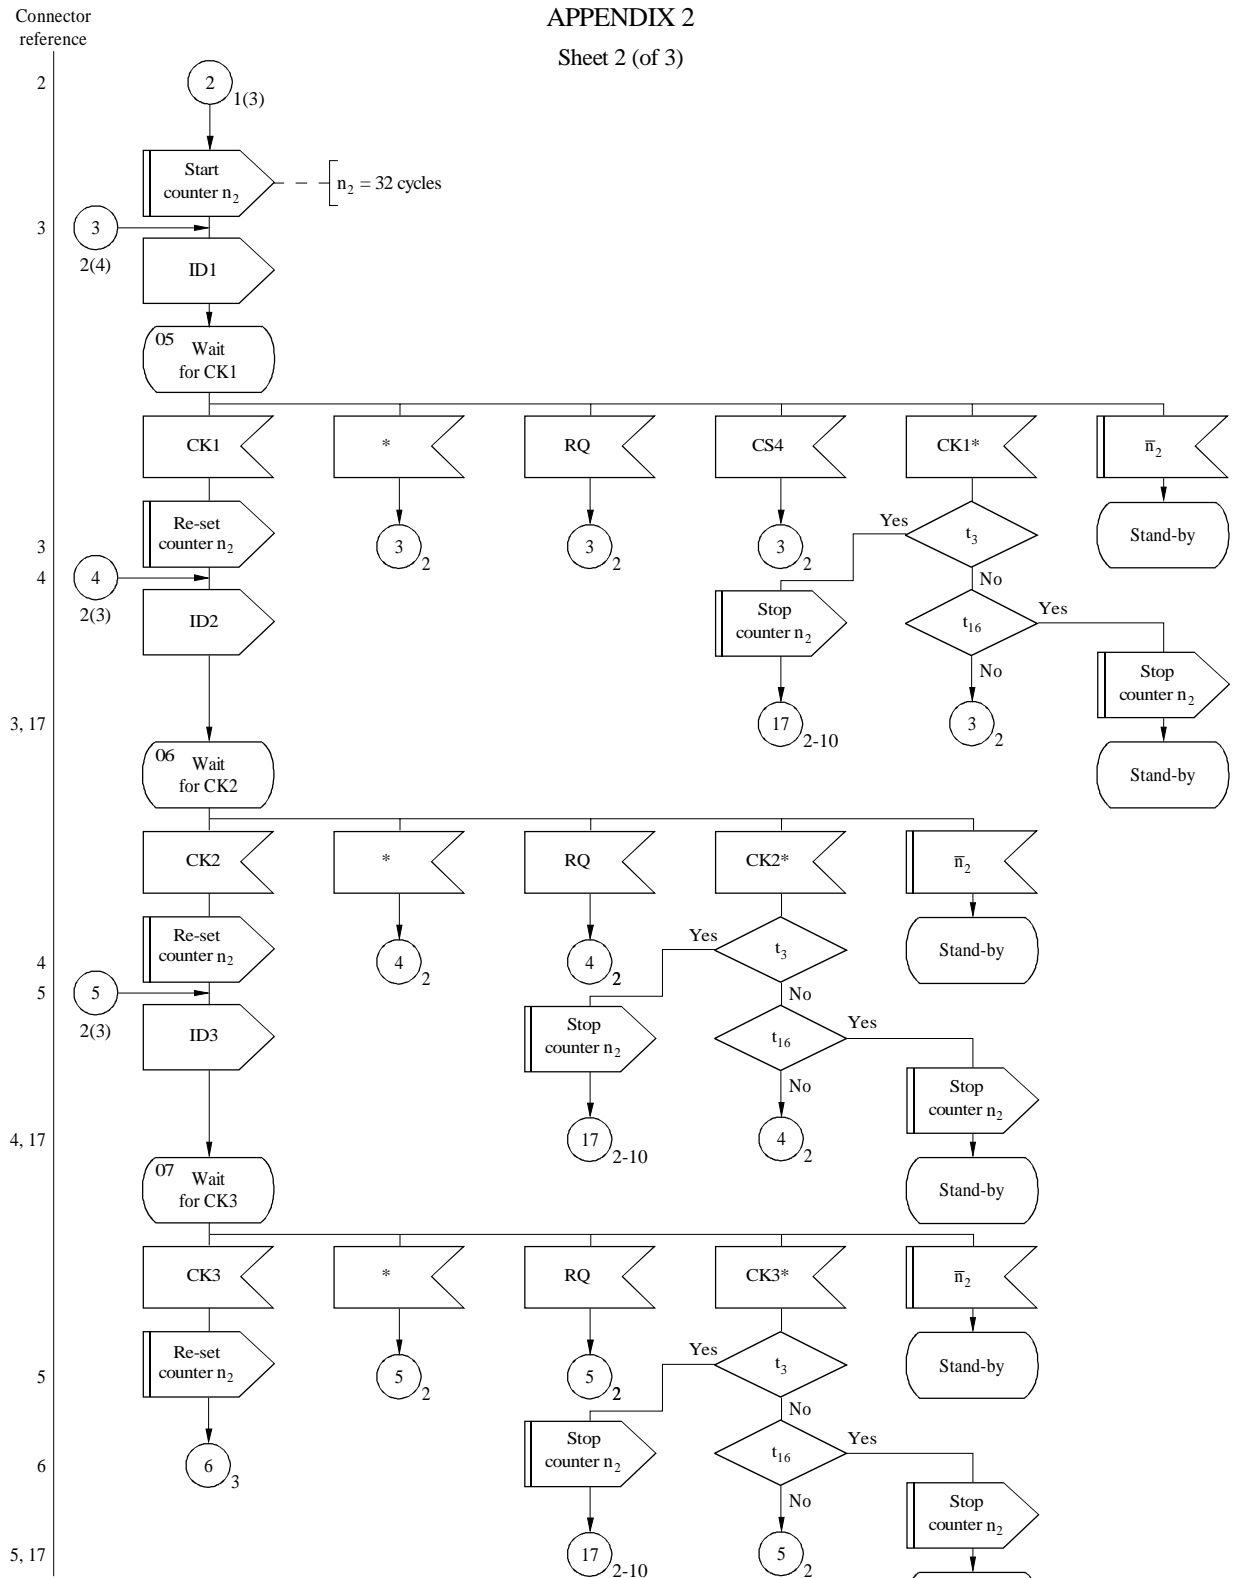 APPENDIX 2
Sheet 2 (of 3)
Connector
reference
2
2
1(3)
Start
counter n2
n2 = 32 cycles
3
3
2(4)
ID1
05
Wait
for CK1
CK1
*
RQ
CS4
CK1*
n̅2
Re-set
counter n2
3
2
3
2
3
2
Yes
t3
No
Stand-by
3
4
4
2(3)
ID2
Stop
counter n2
t16
Yes
No
Stop
counter n2
3, 17
17
2-10
3
2
Stand-by
06
Wait
for CK2
CK2
*
RQ
CK2*
n̅2
Re-set
counter n2
4
2
4
2
Yes
t3
No
Stand-by
4
5
5
2(3)
ID3
Stop
counter n2
t16
Yes
No
Stop
counter n2
4, 17
17
2-10
4
2
Stand-by
07
Wait
for CK3
CK3
*
RQ
CK3*
n̅2
Re-set
counter n2
5
2
5
2
Yes
t3
No
Stand-by
5
6
6
3
Stop
counter n2
t16
Yes
No
Stop
counter n2
5, 17
17
2-10
5
2